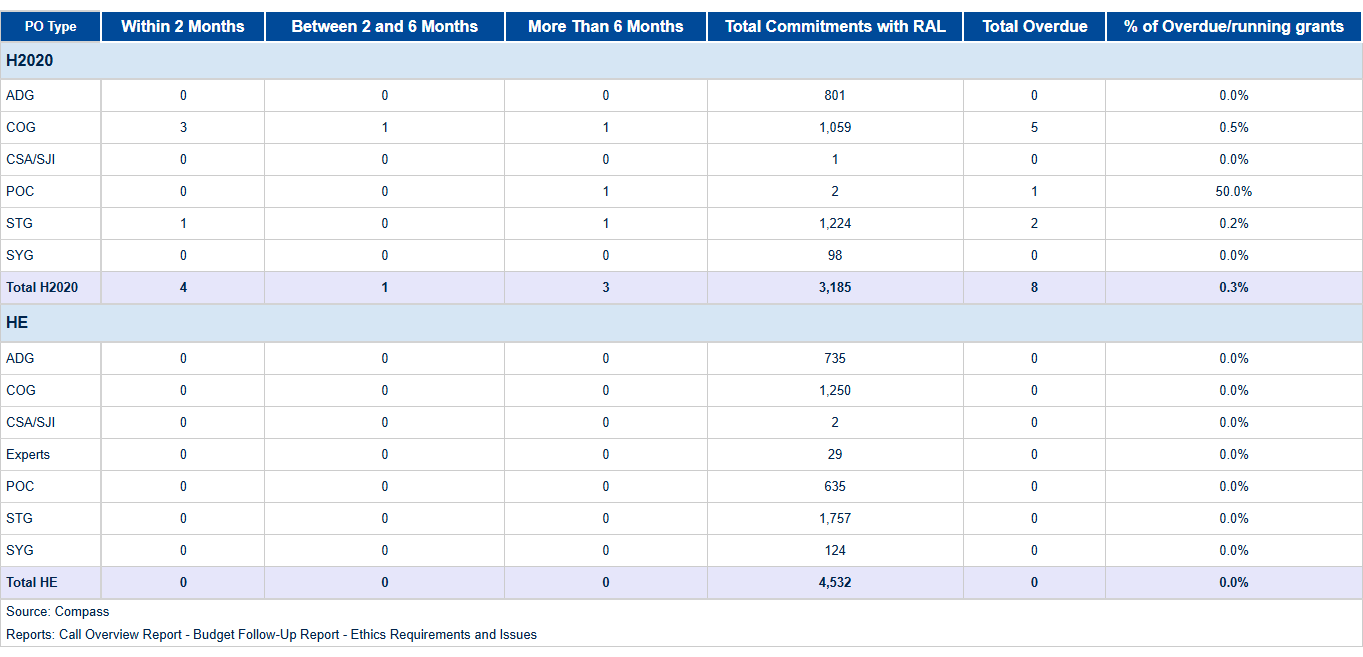 PO Type Within 2 Months Between 2 and 6 Months More Than 6 Months Total Commitments with RAL Total Overdue % of Overdue/running grants
H2020
ADG 0 0 0 801 0 0.0%
COG 3 1 1 1,059 5 0.5%
CSA/SJI 0 0 0 1 0 0.0%
POC 0 0 1 2 1 50.0%
STG 1 0 1 1,224 2 0.2%
SYG 0 0 0 98 0 0.0%
Total H2020 4 1 3 3,185 8 0.3%
HE
ADG 0 0 0 735 0 0.0%
COG 0 0 0 1,250 0 0.0%
CSA/SJI 0 0 0 2 0 0.0%
Experts 0 0 0 29 0 0.0%
POC 0 0 0 635 0 0.0%
STG 0 0 0 1,757 0 0.0%
SYG 0 0 0 124 0 0.0%
Total HE 0 0 0 4,532 0 0.0%
Source: Compass
Reports: Call Overview Report - Budget Follow-Up Report - Ethics Requirements and Issues